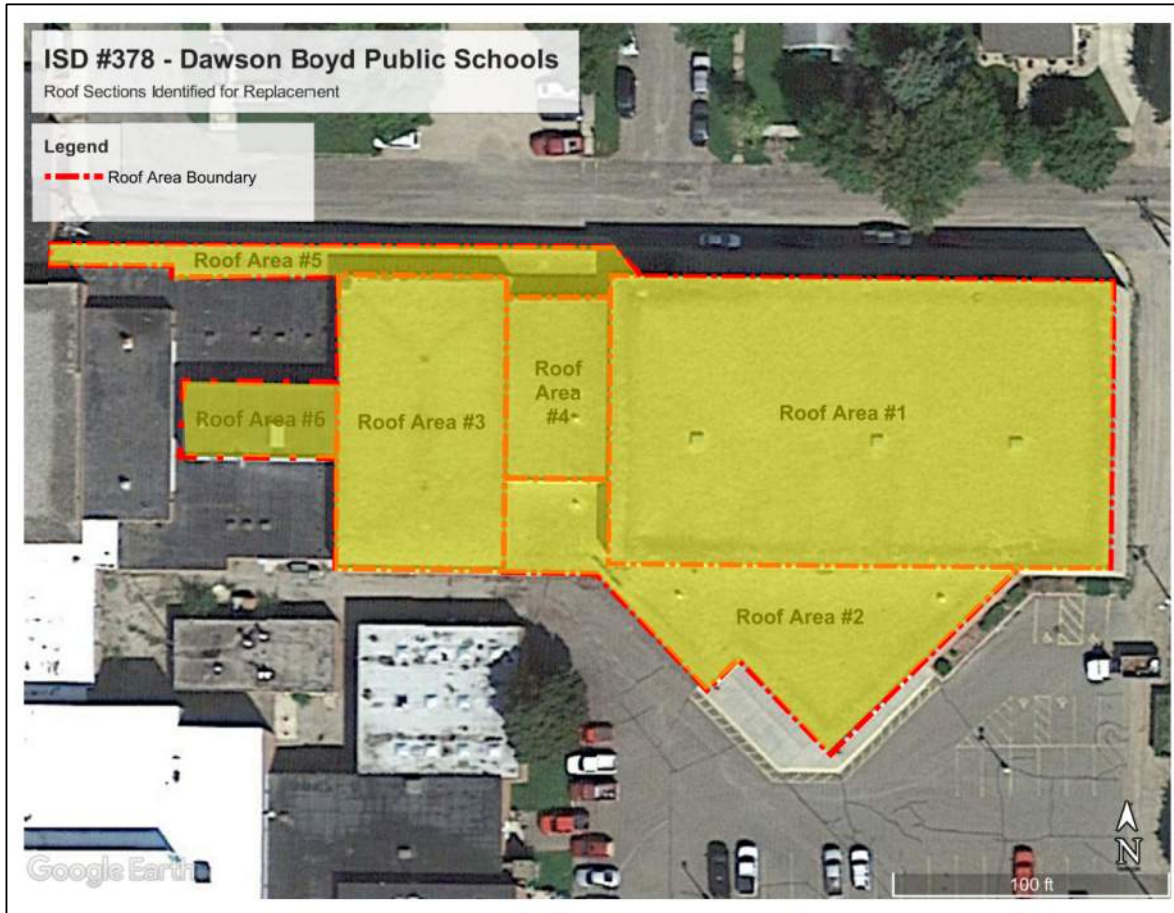 ISD #378 - Dawson Boyd Public Schools
Roof Sections Identified for Replacement
Legend
Roof Area Boundary
Roof Area #5
Roof
Area
#4
Roof Area #1
Roof Area #6
Roof Area #3
Roof Area #2
N
Google Earth
100 ft